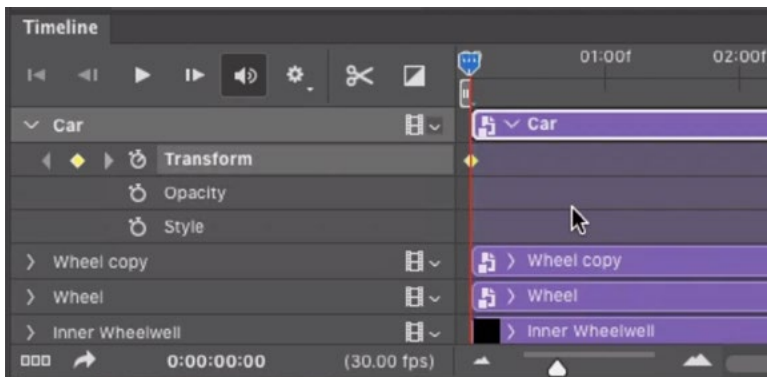 Timeline
01:00f 02:00f
Car Car
Transform
Opacity
Style
Wheel copy Wheel copy
Wheel Wheel
Inner Wheelwell Inner Wheelwell
0:00:00:00 (30.00 fps)